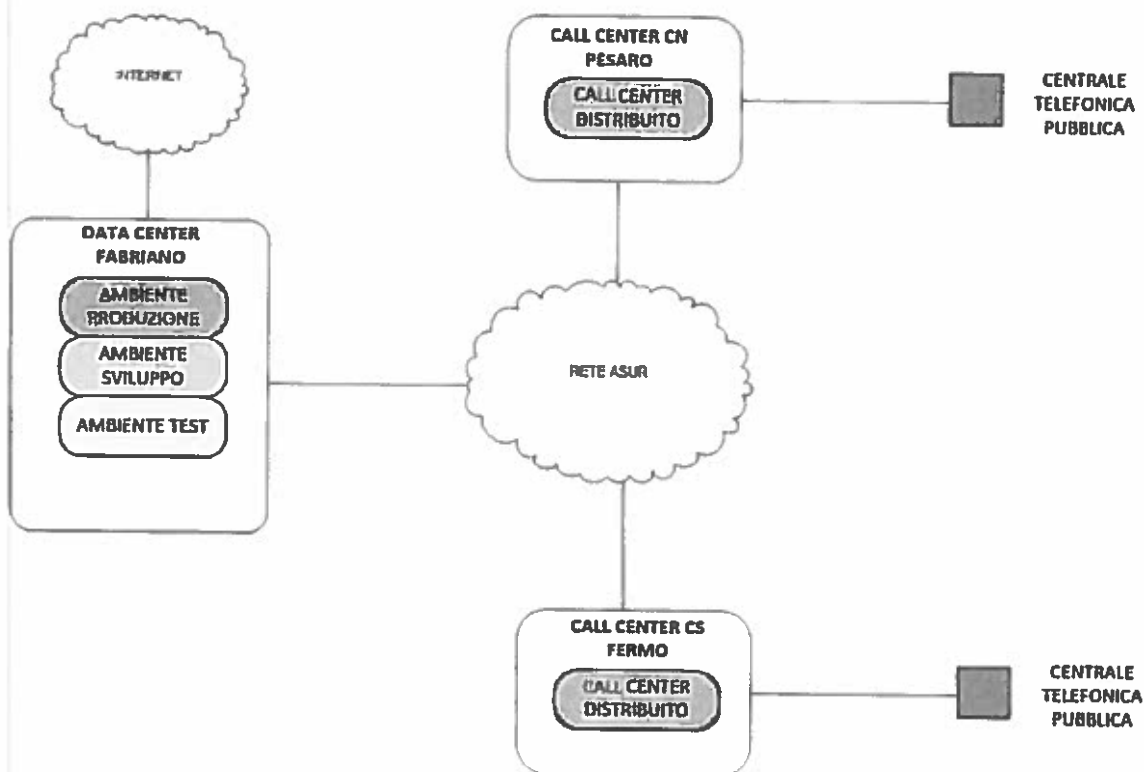 INTERNET
CALL CENTER CN
PESARO
CALL CENTER
DISTRIBUITO
CENTRALE
TELEFONICA
PUBBLICA
DATA CENTER
FABRIANO
AMBIENTE
PRODUZIONE
AMBIENTE
SVILUPPO
AMBIENTE TEST
RETE ASUR
CALL CENTER CS
FERMO
CALL CENTER
DISTRIBUITO
CENTRALE
TELEFONICA
PUBBLICA